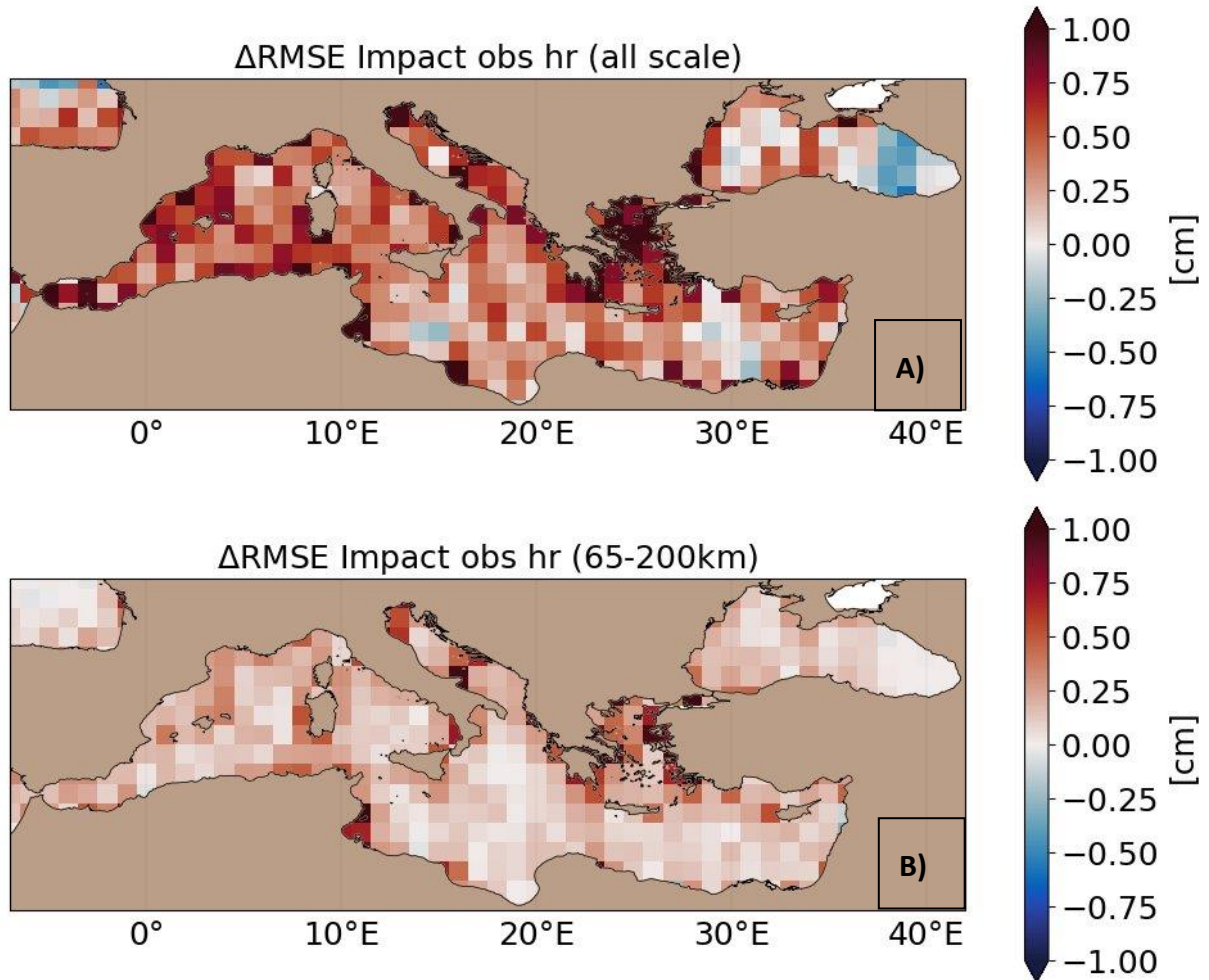 ΔRMSE Impact obs hr (all scale)
1.00
0.75
0.50
0.25
0.00
−0.25
−0.50
−0.75
−1.00
[cm]
A)
0°
10°E
20°E
30°E
40°E
ΔRMSE Impact obs hr (65-200km)
1.00
0.75
0.50
0.25
0.00
−0.25
−0.50
−0.75
−1.00
[cm]
B)
0°
10°E
20°E
30°E
40°E